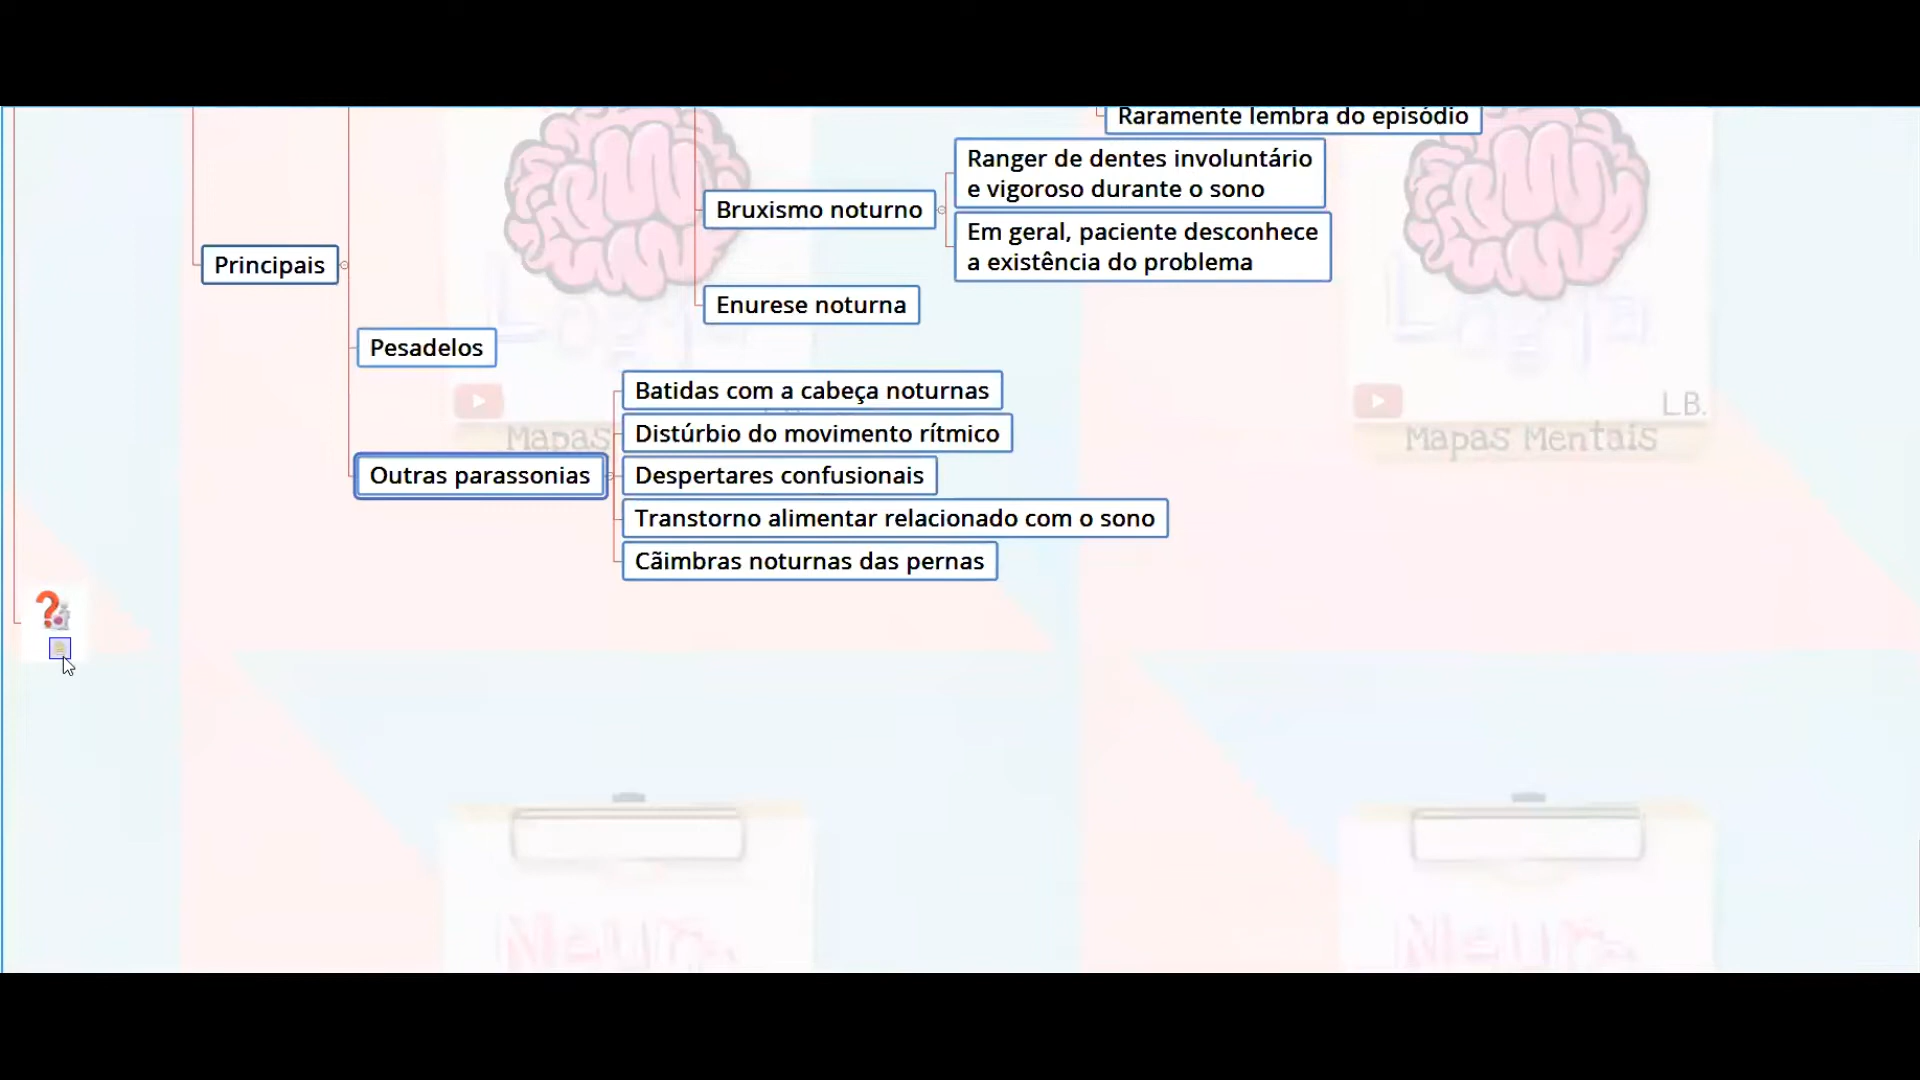 Raramente lembra do episódio
Ranger de dentes involuntário
e vigoroso durante o sono
Bruxismo noturno
Em geral, paciente desconhece
a existência do problema
Principais
Enurese noturna
Pesadelos
Batidas com a cabeça noturnas
L.B.
Distúrbio do movimento rítmico
Mapas
Mapas Mentais
Outras parassonias
Despertares confusionais
Transtorno alimentar relacionado com o sono
Cãimbras noturnas das pernas
?